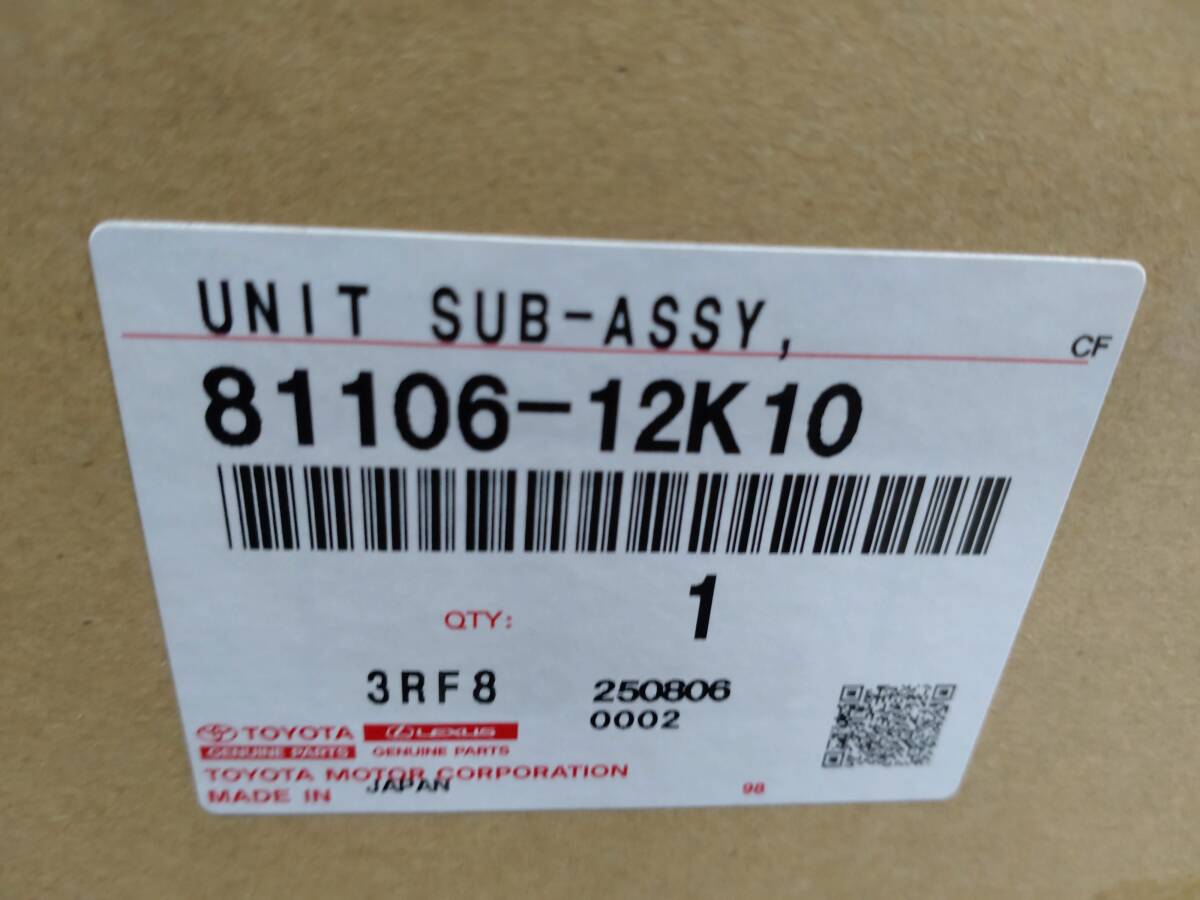 UNIT SUB-ASSY,
CF
81106-12K10
QTY: 1
3RF8 250806
0002
TOYOTA LEXUS
GENUINE PARTS GENUINE PARTS
TOYOTA MOTOR CORPORATION
MADE IN JAPAN 98